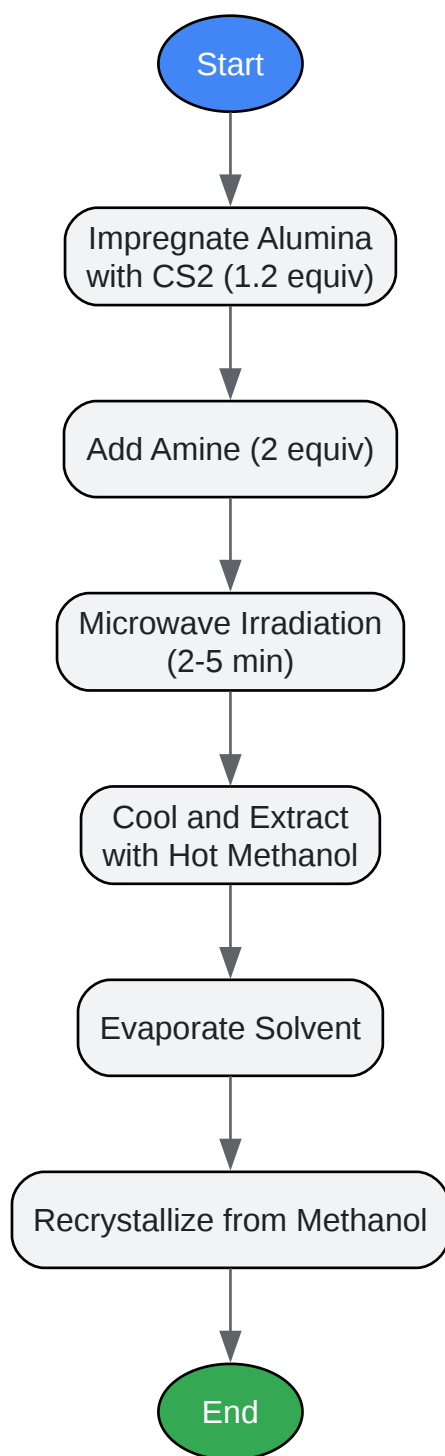 Start
Impregnate Alumina
with CS2 (1.2 equiv)
Add Amine (2 equiv)
Microwave Irradiation
(2-5 min)
Cool and Extract
with Hot Methanol
Evaporate Solvent
Recrystallize from Methanol
End